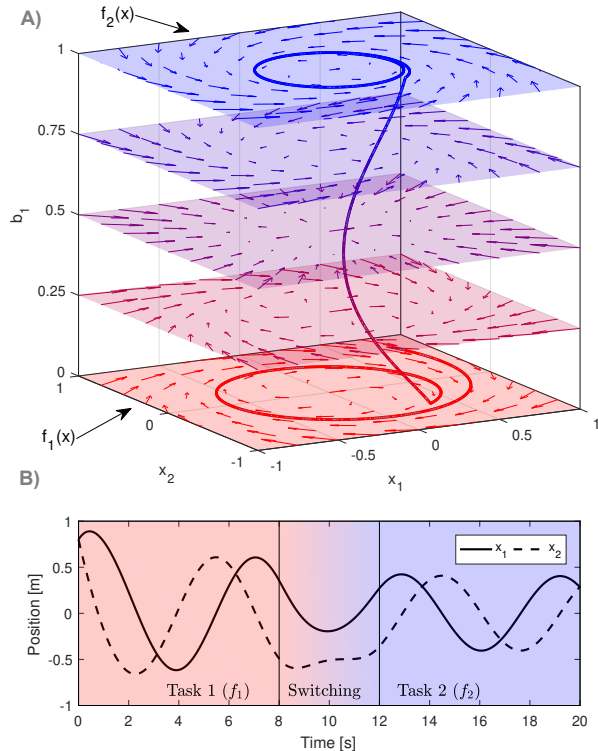 A)
f2(x)
1
0.75
0.5
0.25
0
b1
1
0
-1
x2
f1(x)
-1
-0.5
0
0.5
1
x1
B)
1
0.5
0
-0.5
-1
Position [m]
x1 x2
Task 1 (f1) Switching Task 2 (f2)
0 2 4 6 8 10 12 14 16 18 20
Time [s]